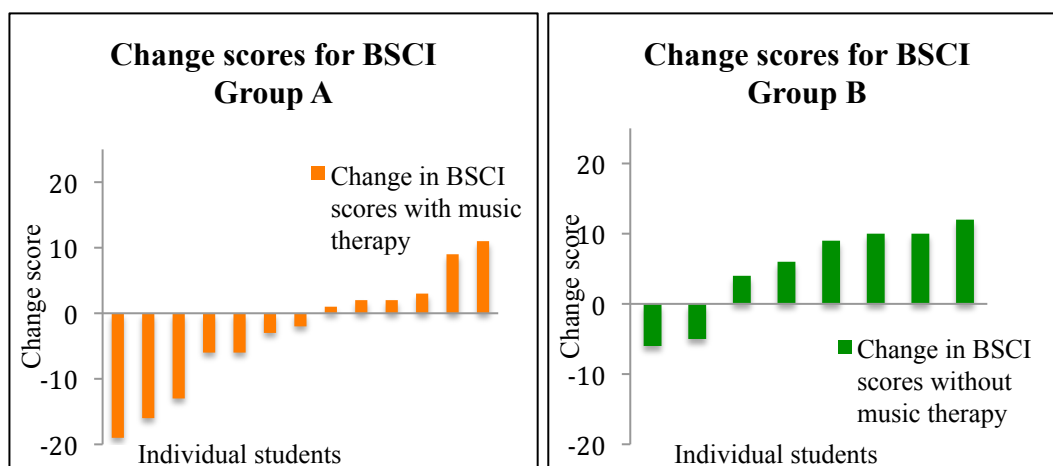 Change scores for BSCI
Group A
20
10
0
-10
-20
Change score
Change in BSCI
scores with music
therapy
Individual students
Change scores for BSCI
Group B
20
10
0
-10
-20
Change score
Change in BSCI
scores without
music therapy
Individual students